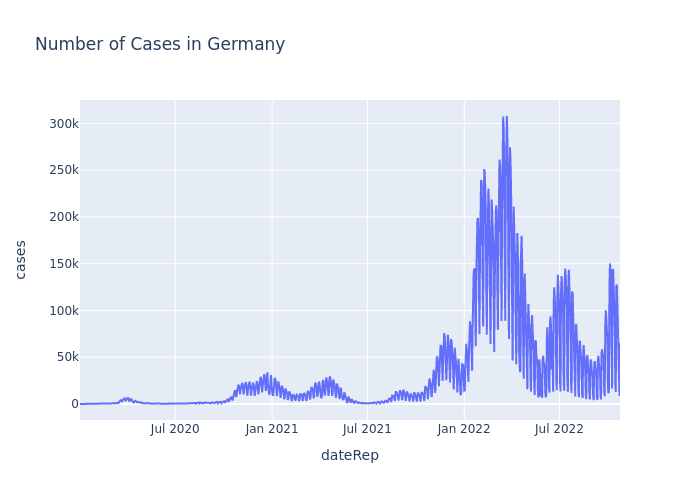 Number of Cases in Germany
300k
250k
200k
150k
100k
50k
0
cases
Jul 2020 Jan 2021 Jul 2021 Jan 2022 Jul 2022
dateRep